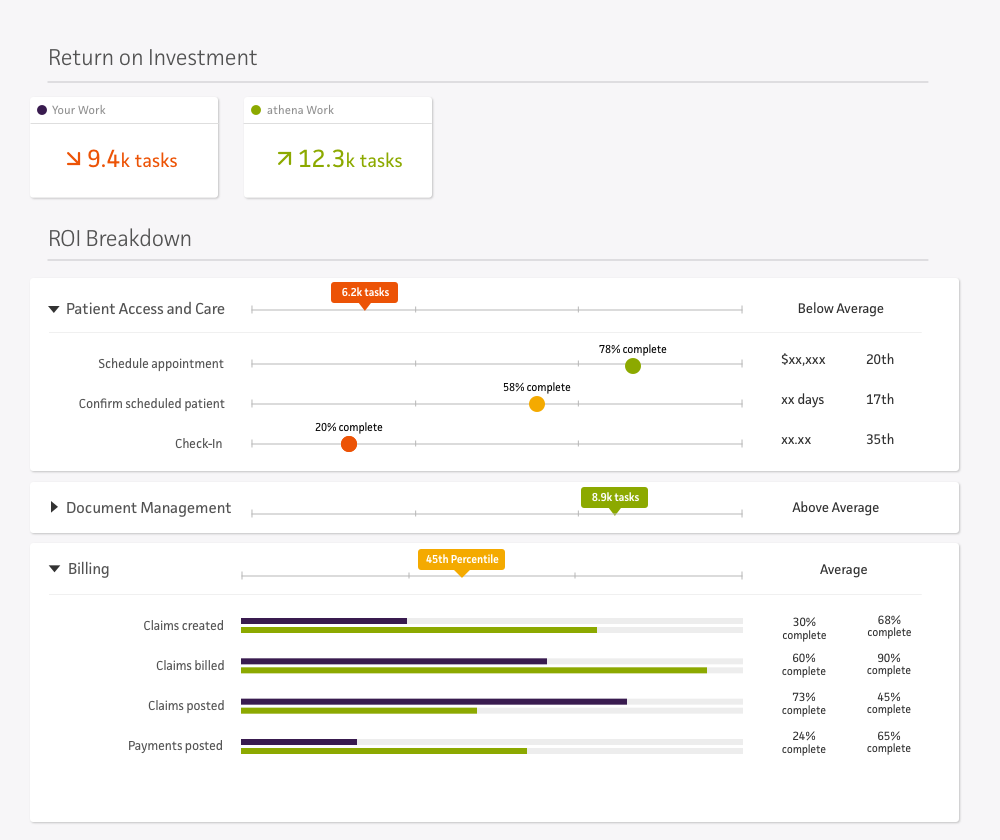 Return on Investment
Your Work
athena Work
9.4k tasks
12.3k tasks
ROI Breakdown
6.2k tasks
Patient Access and Care
Below Average
78% complete
Schedule appointment
$xx,xxx
20th
58% complete
Confirm scheduled patient
xx days
17th
20% complete
Check-In
xx.xx
35th
8.9k tasks
Document Management
Above Average
45th Percentile
Billing
Average
Claims created
30%
complete
68%
complete
Claims billed
60%
complete
90%
complete
Claims posted
73%
complete
45%
complete
Payments posted
24%
complete
65%
complete